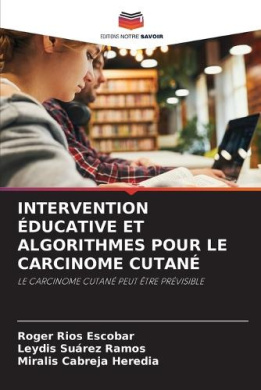 EDITIONS NOTRE SAVOIR
INTERVENTION
ÉDUCATIVE ET
ALGORITHMES POUR LE
CARCINOME CUTANÉ
LE CARCINOME CUTANÉ PEUT ÊTRE PRÉVISIBLE
Roger Rios Escobar
Leydis Suárez Ramos
Miralis Cabreja Heredia